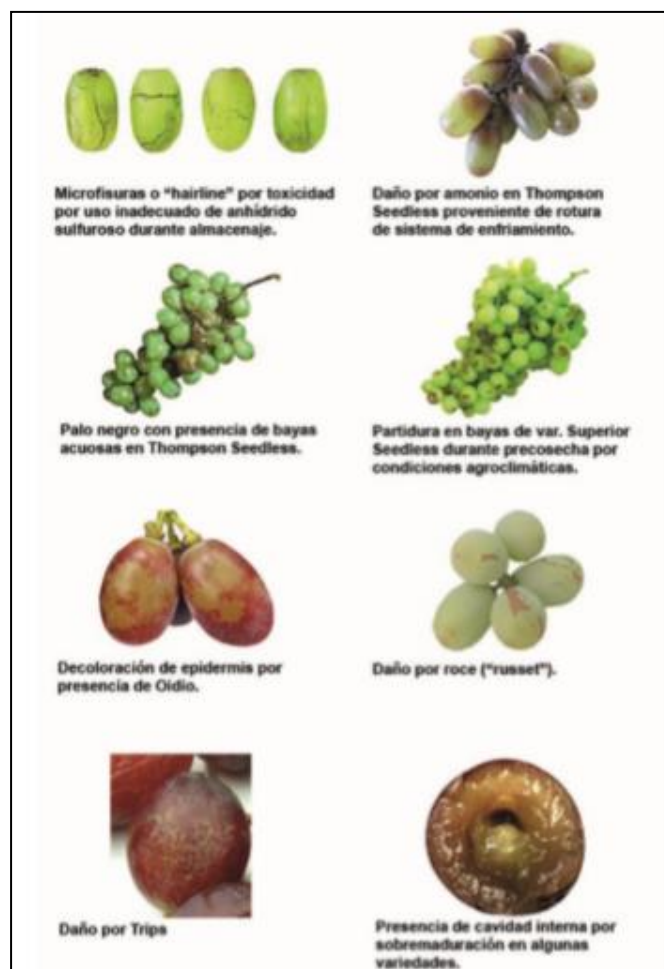 Microfisuras o “hairline” por toxicidad
por uso inadecuado de anhídrido
sulfuroso durante almacenaje.
Daño por amonio en Thompson
Seedless proveniente de rotura
de sistema de enfriamiento.
Palo negro con presencia de bayas
acuosas en Thompson Seedless.
Partidura en bayas de var. Superior
Seedless durante precosecha por
condiciones agroclimáticas.
Decoloración de epidermis por
presencia de Oidio.
Daño por roce (“russet”).
Daño por Trips
Presencia de cavidad interna por
sobremaduración en algunas
variedades.